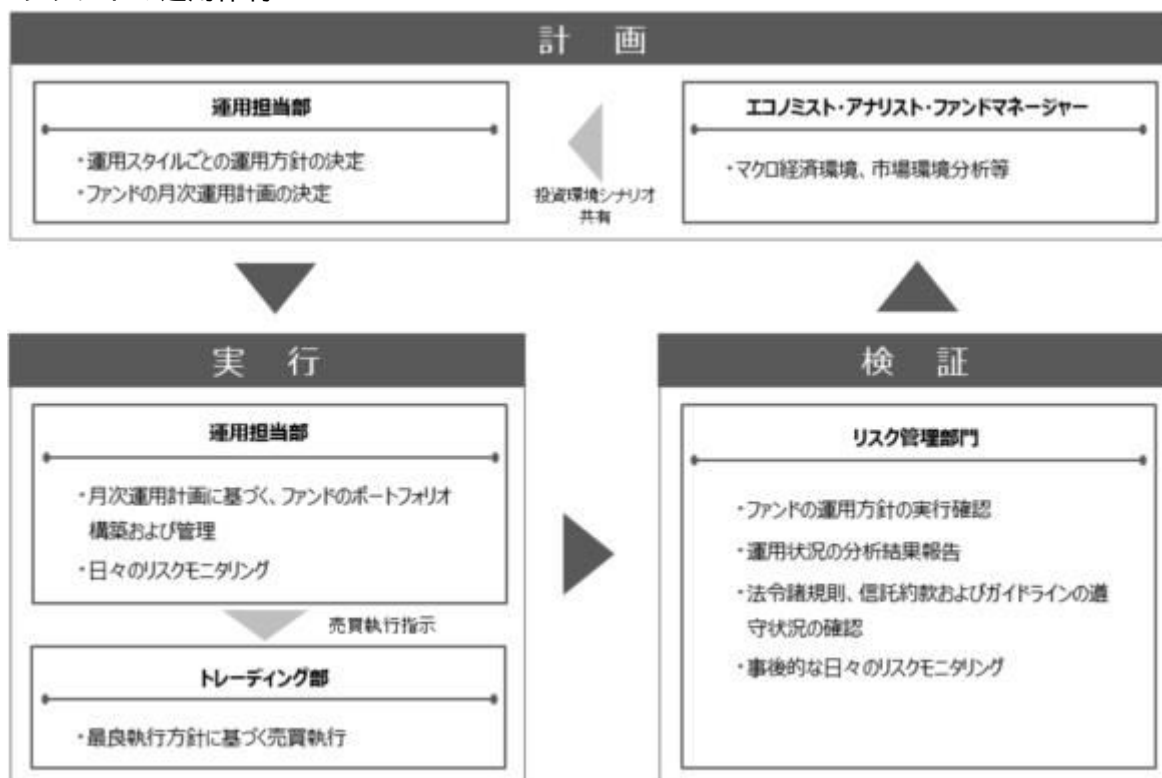 計 画
運用担当部
・運用スタイルごとの運用方針の決定
・ファンドの月次運用計画の決定
投資環境シナリオ
共有
エコノミスト・アナリスト・ファンドマネージャー
・マクロ経済環境、市場環境分析等
実 行
運用担当部
・月次運用計画に基づく、ファンドのポートフォリオ
構築および管理
・日々のリスクモニタリング
売買執行指示
トレーディング部
・最良執行方針に基づく売買執行
検 証
リスク管理部門
・ファンドの運用方針の実行確認
・運用状況の分析結果報告
・法令諸規則、信託約款およびガイドラインの遵
守状況の確認
・事後的な日々のリスクモニタリング